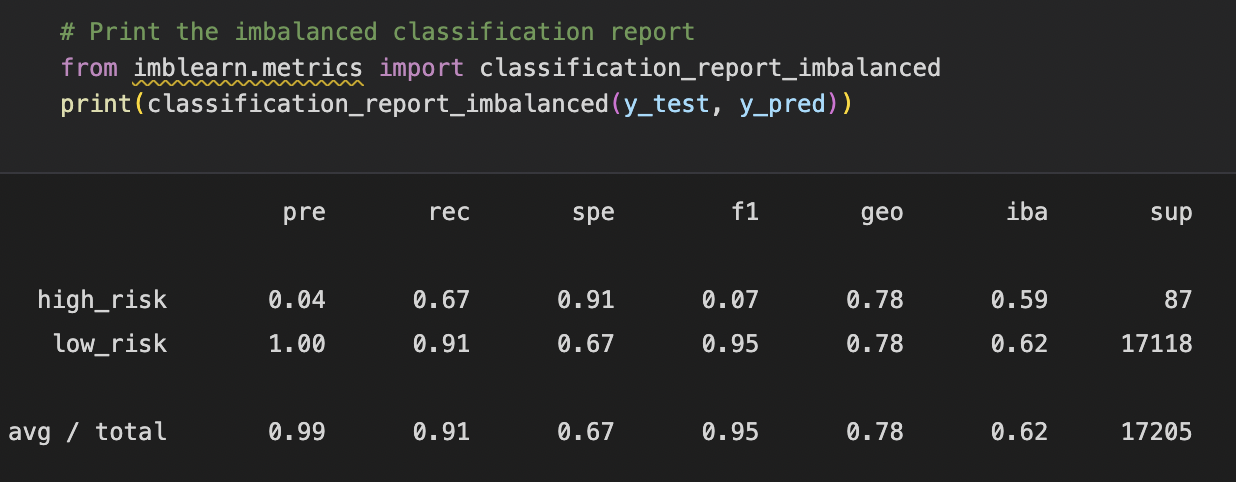 # Print the imbalanced classification report
from imblearn.metrics import classification_report_imbalanced
print(classification_report_imbalanced(y_test, y_pred))
pre rec spe f1 geo iba sup
high_risk 0.04 0.67 0.91 0.07 0.78 0.59 87
low_risk 1.00 0.91 0.67 0.95 0.78 0.62 17118
avg / total 0.99 0.91 0.67 0.95 0.78 0.62 17205